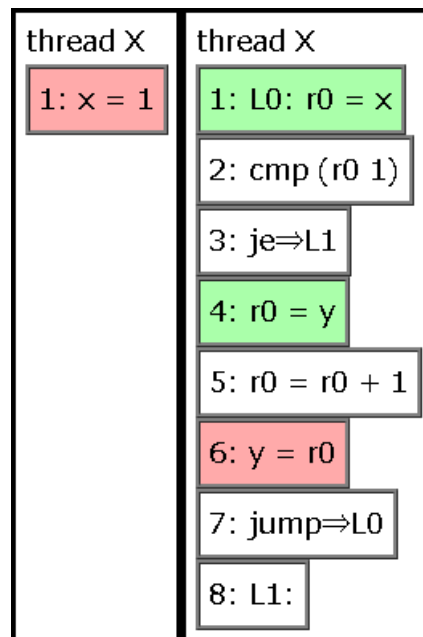 thread X
1: x = 1
thread X
1: L0: r0 = x
2: cmp (r0 1)
3: je⇒L1
4: r0 = y
5: r0 = r0 + 1
6: y = r0
7: jump⇒L0
8: L1: